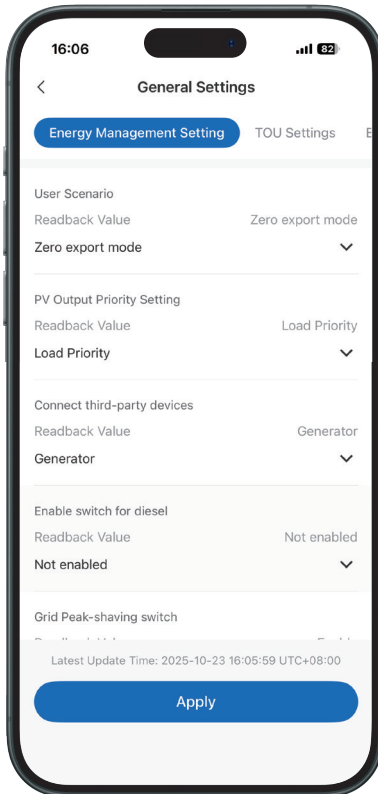 16:06
82
General Settings
Energy Management Setting TOU Settings E
User Scenario
Readback Value Zero export mode
Zero export mode
PV Output Priority Setting
Readback Value Load Priority
Load Priority
Connect third-party devices
Readback Value Generator
Generator
Enable switch for diesel
Readback Value Not enabled
Not enabled
Grid Peak-shaving switch
Latest Update Time: 2025-10-23 16:05:59 UTC+08:00
Apply